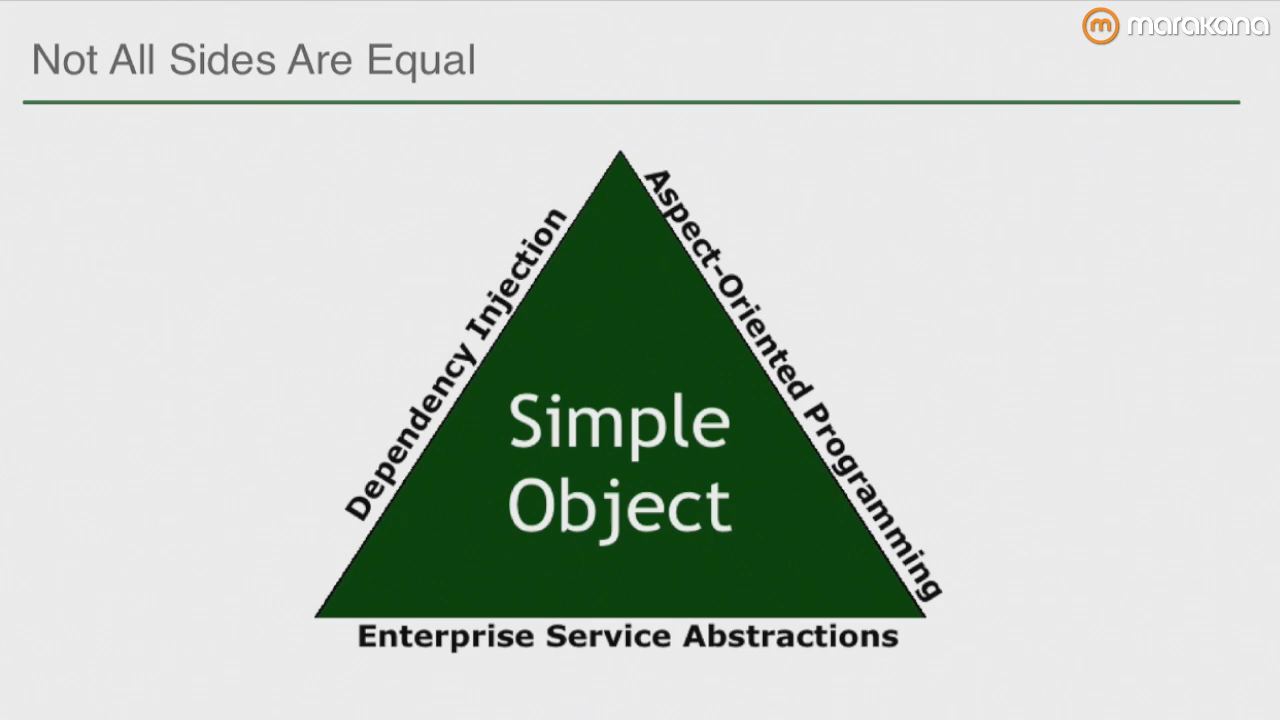 marakana
Not All Sides Are Equal
Dependency Injection
Aspect-Oriented Programming
Simple
Object
Enterprise Service Abstractions